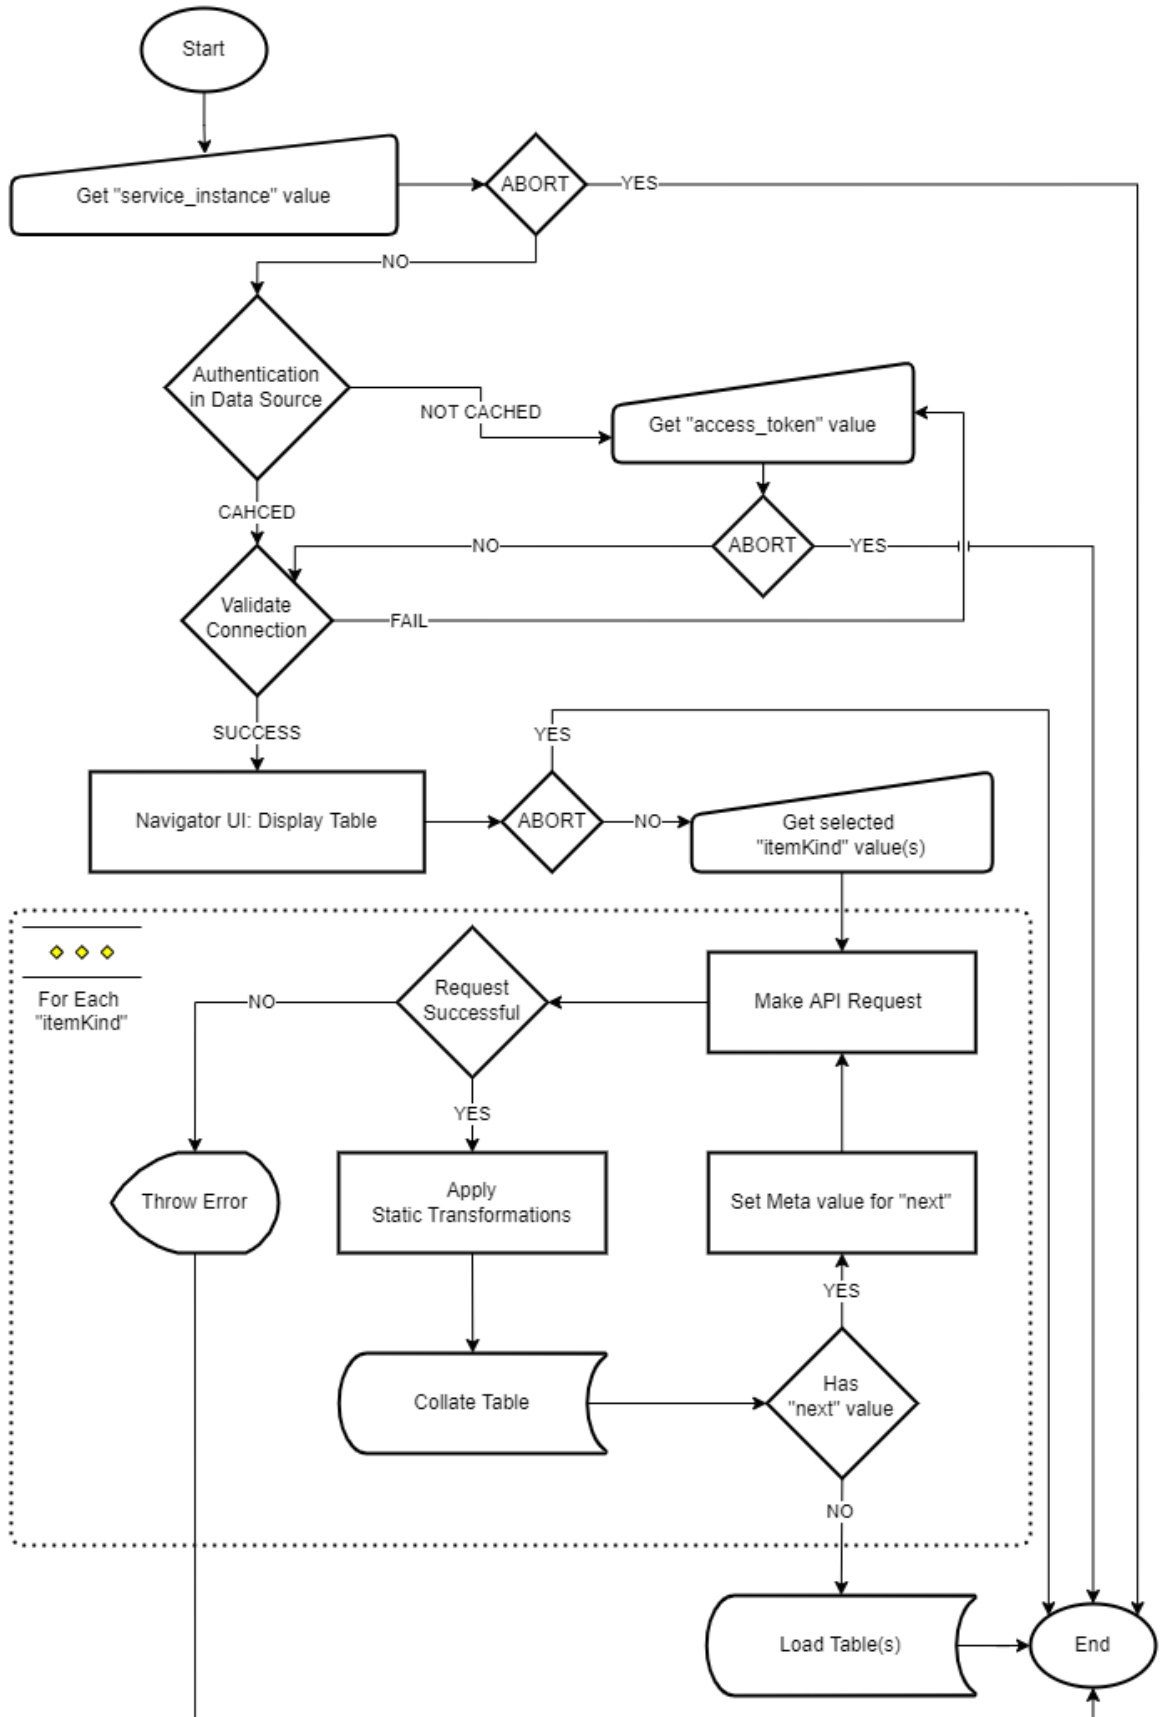 Start
Get "service_instance" value
ABORT
YES
NO
Authentication
in Data Source
NOT CACHED
Get "access_token" value
CAHCED
NO
ABORT
YES
Validate
Connection
FAIL
SUCCESS
YES
Navigator UI: Display Table
ABORT
NO
Get selected
"itemKind" value(s)
For Each
"itemKind"
NO
Request
Successful
Make API Request
YES
Throw Error
Apply
Static Transformations
Set Meta value for "next"
YES
Collate Table
Has
"next" value
NO
Load Table(s)
End